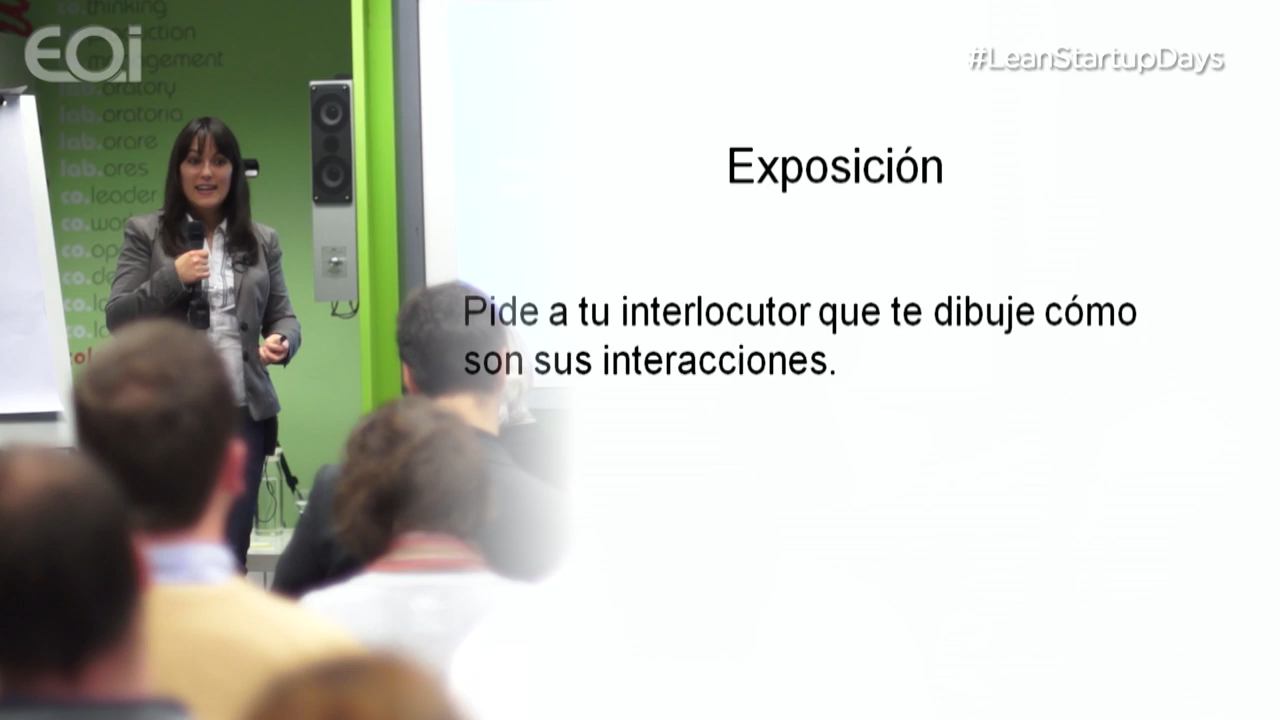 co.thinking
EOi
management
lab.oratory
lab.oratoria
lab.orare
lab.ores
co.leader
#LeanStartupDays
Exposición
Pide a tu interlocutor que te dibuje cómo
son sus interacciones.